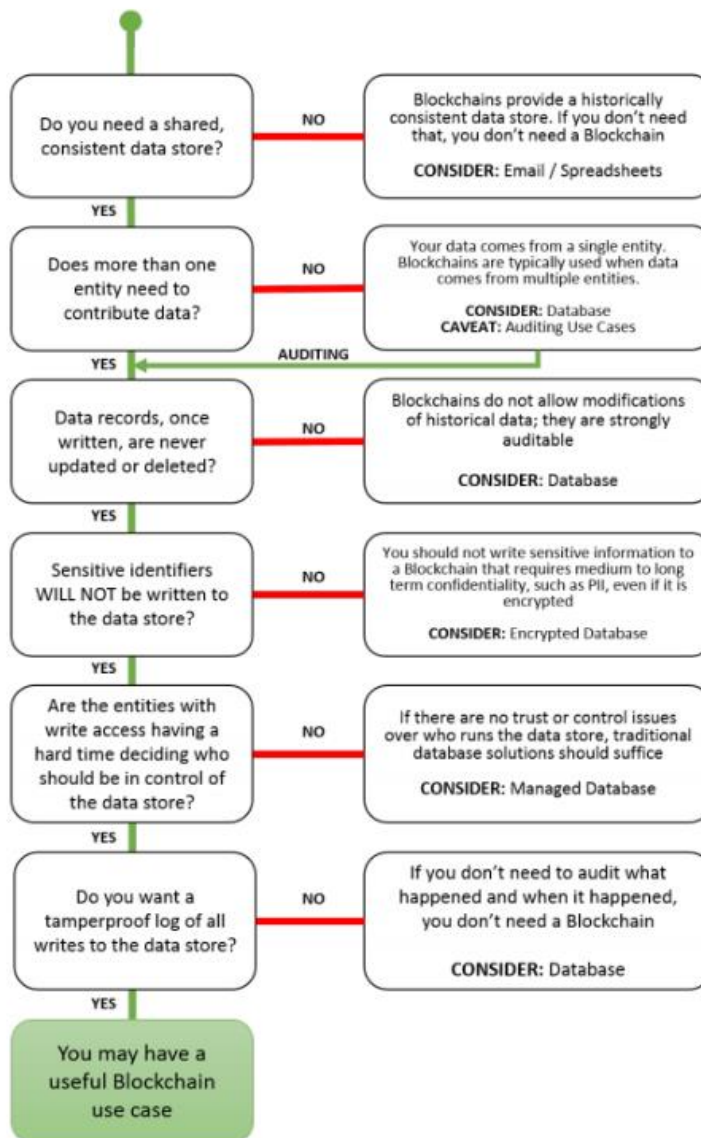 Do you need a shared,
consistent data store?
NO
Blockchains provide a historically
consistent data store. If you don't need
that, you don't need a Blockchain
CONSIDER: Email / Spreadsheets
YES
Does more than one
entity need to
contribute data?
NO
Your data comes from a single entity.
Blockchains are typically used when data
comes from multiple entities.
CONSIDER: Database
CAVEAT: Auditing Use Cases
YES
AUDITING
Data records, once
written, are never
updated or deleted?
NO
Blockchains do not allow modifications
of historical data; they are strongly
auditable
CONSIDER: Database
YES
Sensitive identifiers
WILL NOT be written to
the data store?
NO
You should not write sensitive information to
a Blockchain that requires medium to long
term confidentiality, such as PII, even if it is
encrypted
CONSIDER: Encrypted Database
YES
Are the entities with
write access having a
hard time deciding who
should be in control of
the data store?
NO
If there are no trust or control issues
over who runs the data store, traditional
database solutions should suffice
CONSIDER: Managed Database
YES
Do you want a
tamperproof log of all
writes to the data store?
NO
If you don't need to audit what
happened and when it happened,
you don't need a Blockchain
CONSIDER: Database
YES
You may have a
useful Blockchain
use case